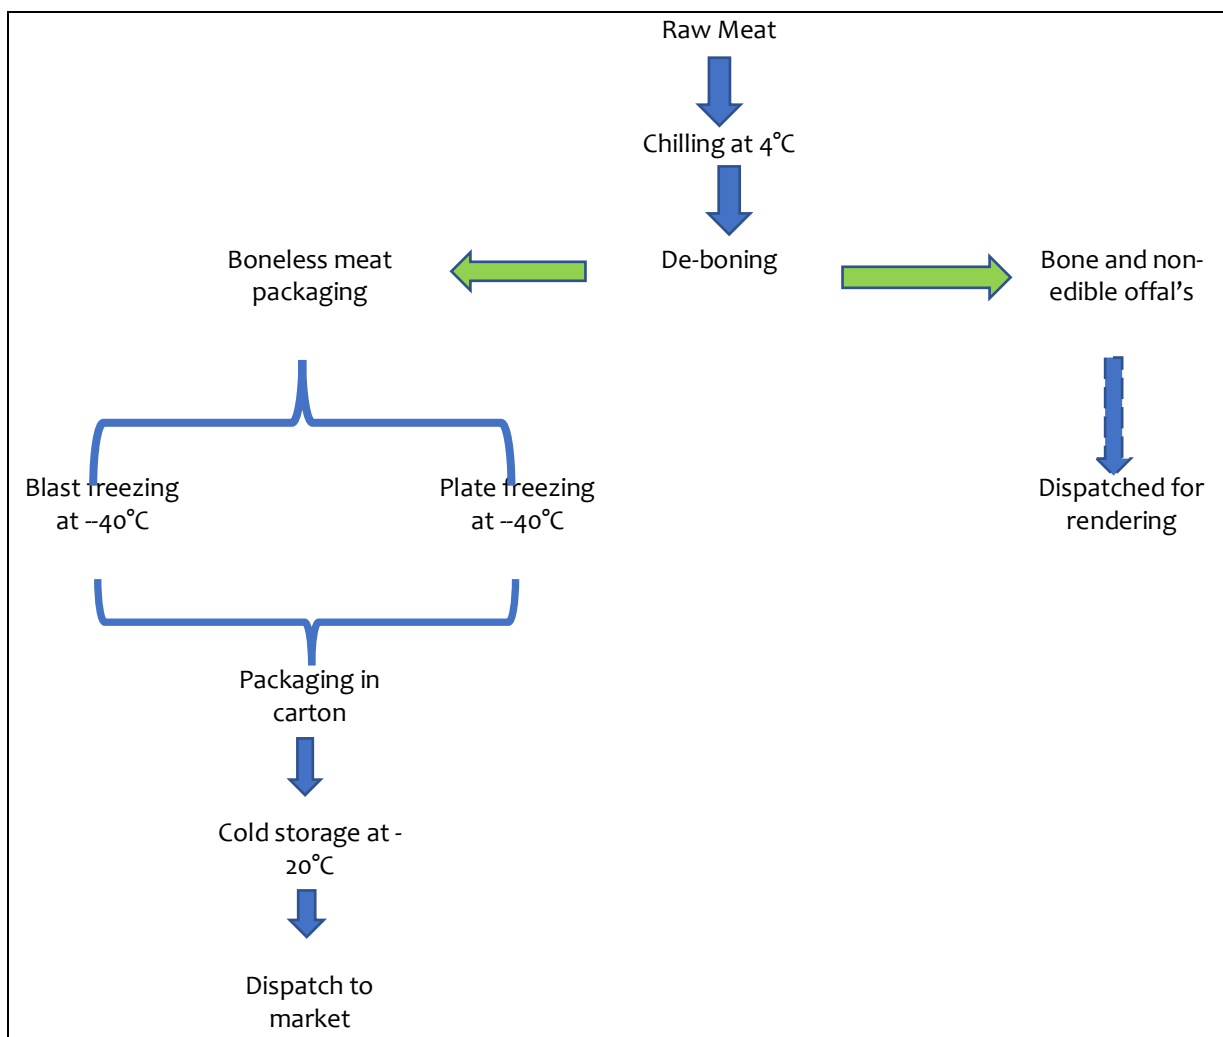 Raw Meat
Chilling at 4°C
De-boning
Boneless meat
packaging
Bone and non-
edible offal’s
Blast freezing
at --40°C
Plate freezing
at --40°C
Dispatched for
rendering
Packaging in
carton
Cold storage at -
20°C
Dispatch to
market